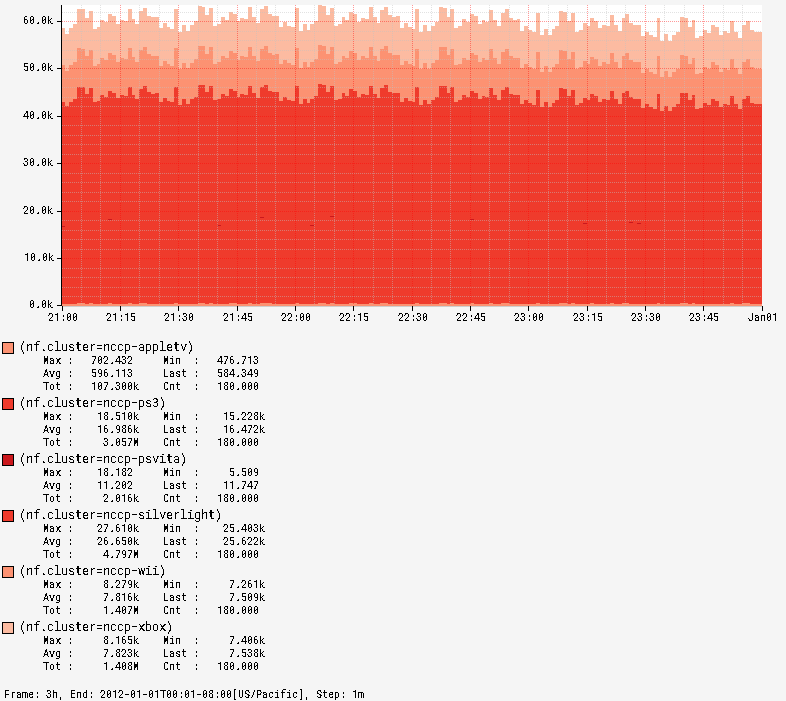 60.0k
50.0k
40.0k
30.0k
20.0k
10.0k
0.0k
21:00 21:15 21:30 21:45 22:00 22:15 22:30 22:45 23:00 23:15 23:30 23:45 Jan01
(nf.cluster=nccp-appletv)
Max : 702.432 Min : 476.713
Avg : 596.113 Last : 584.349
Tot : 107.300k Cnt : 180.000
(nf.cluster=nccp-ps3)
Max : 18.510k Min : 15.228k
Avg : 16.986k Last : 16.472k
Tot : 3.057M Cnt : 180.000
(nf.cluster=nccp-psvita)
Max : 18.182 Min : 5.509
Avg : 11.202 Last : 11.747
Tot : 2.016k Cnt : 180.000
(nf.cluster=nccp-silverlight)
Max : 27.610k Min : 25.403k
Avg : 26.650k Last : 25.622k
Tot : 4.797M Cnt : 180.000
(nf.cluster=nccp-wii)
Max : 8.279k Min : 7.261k
Avg : 7.816k Last : 7.509k
Tot : 1.407M Cnt : 180.000
(nf.cluster=nccp-xbox)
Max : 8.165k Min : 7.406k
Avg : 7.823k Last : 7.538k
Tot : 1.408M Cnt : 180.000
Frame: 3h, End: 2012-01-01T00:01-08:00[US/Pacific], Step: 1m